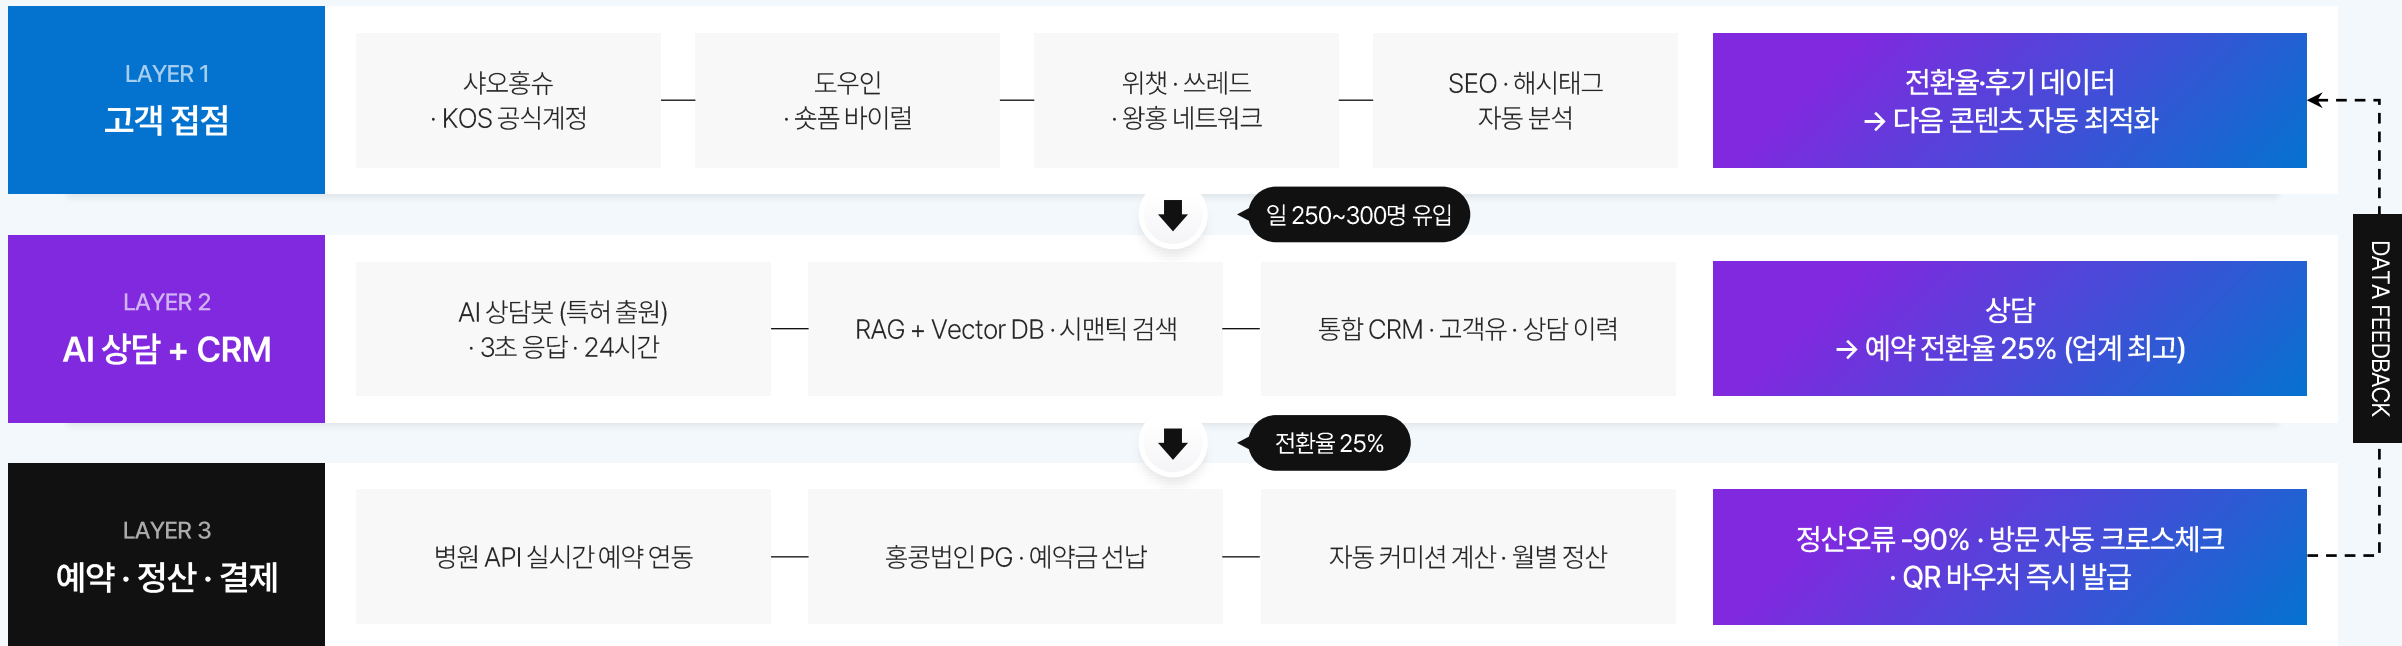 LAYER 1
고객 접점
샤오홍슈
· KOS 공식계정
도우인
· 숏폼 바이럴
위챗 · 쓰레드
· 왕홍 네트워크
SEO · 해시태그
자동 분석
전환율·후기 데이터
→ 다음 콘텐츠 자동 최적화
일 250~300명 유입
LAYER 2
AI 상담 + CRM
AI 상담봇 (특허 출원)
· 3초 응답 · 24시간
RAG + Vector DB · 시맨틱 검색
통합 CRM · 고객유 · 상담 이력
상담
→ 예약 전환율 25% (업계 최고)
DATA FEEDBACK
전환율 25%
LAYER 3
예약 · 정산 · 결제
병원 API 실시간 예약 연동
홍콩법인 PG · 예약금 선납
자동 커미션 계산 · 월별 정산
정산오류 -90% · 방문 자동 크로스체크
· QR 바우처 즉시 발급